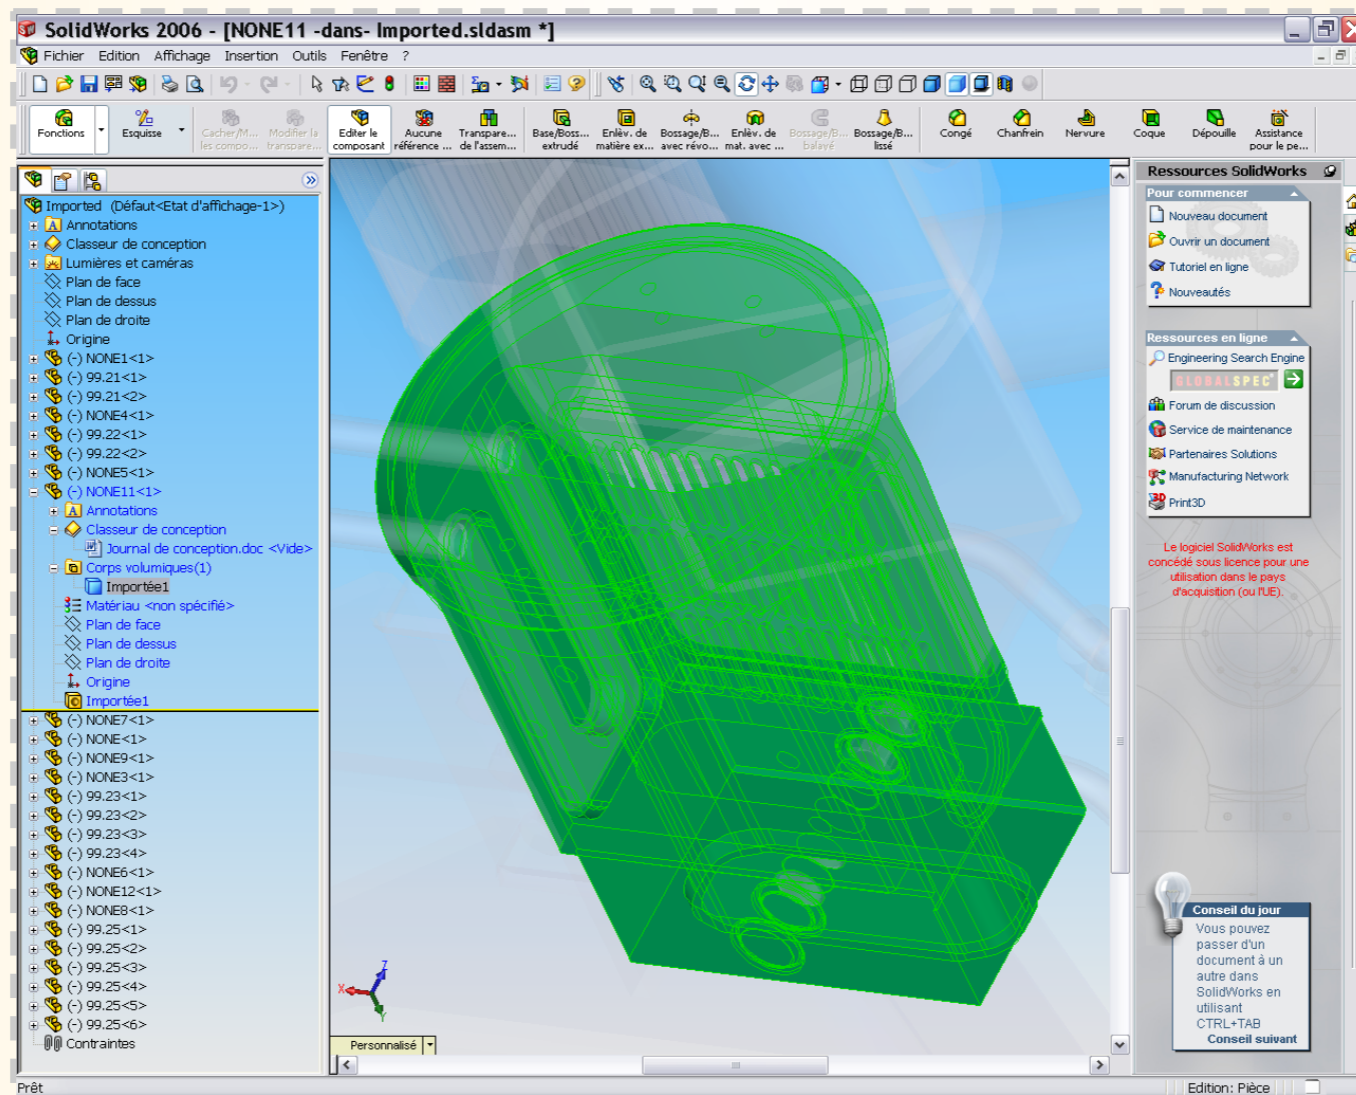 SolidWorks 2006 - [NONE11 -dans- Imported.sldasm *]
Fichier Edition Affichage Insertion Outils Fenêtre ?
Fonctions
Esquisse
Cacher/M...
les compo...
Modifier la
transpare...
Editer le
composant
Aucune
référence ...
Transpare...
de l'assem...
Base/Boss...
extrudé
Enlèv. de
matière ex...
Bossage/B...
avec révo...
Enlèv. de
mat. avec ...
Bossage/B...
balayé
Bossage/B...
lissé
Congé
Chanfrein
Nervure
Coque
Dépouille
Assistance
pour le pe...
Imported (Défaut<Etat d'affichage-1>)
Annotations
Classeur de conception
Lumières et caméras
Plan de face
Plan de dessus
Plan de droite
Origine
(-) NONE1<1>
(-) 99.21<1>
(-) 99.21<2>
(-) NONE4<1>
(-) 99.22<1>
(-) 99.22<2>
(-) NONE5<1>
(-) NONE11<1>
Annotations
Classeur de conception
Journal de conception.doc <Vide>
Corps volumiques(1)
Importée1
Matériau <non spécifié>
Plan de face
Plan de dessus
Plan de droite
Origine
Importée1
(-) NONE7<1>
(-) NONE<1>
(-) NONE9<1>
(-) NONE3<1>
(-) 99.23<1>
(-) 99.23<2>
(-) 99.23<3>
(-) 99.23<4>
(-) NONE6<1>
(-) NONE12<1>
(-) NONE8<1>
(-) 99.25<1>
(-) 99.25<2>
(-) 99.25<3>
(-) 99.25<4>
(-) 99.25<5>
(-) 99.25<6>
Contraintes
X
Z
Y
Personnalisé
Ressources SolidWorks
Pour commencer
Nouveau document
Ouvrir un document
Tutoriel en ligne
Nouveautés
Ressources en ligne
Engineering Search Engine
GLOBALSPEC
Forum de discussion
Service de maintenance
Partenaires Solutions
Manufacturing Network
Print3D
Le logiciel SolidWorks est
concédé sous licence pour une
utilisation dans le pays
d'acquisition (ou l'UE).
Conseil du jour
Vous pouvez
passer d'un
document à un
autre dans
SolidWorks en
utilisant
CTRL+TAB
Conseil suivant
Prêt
Edition: Pièce